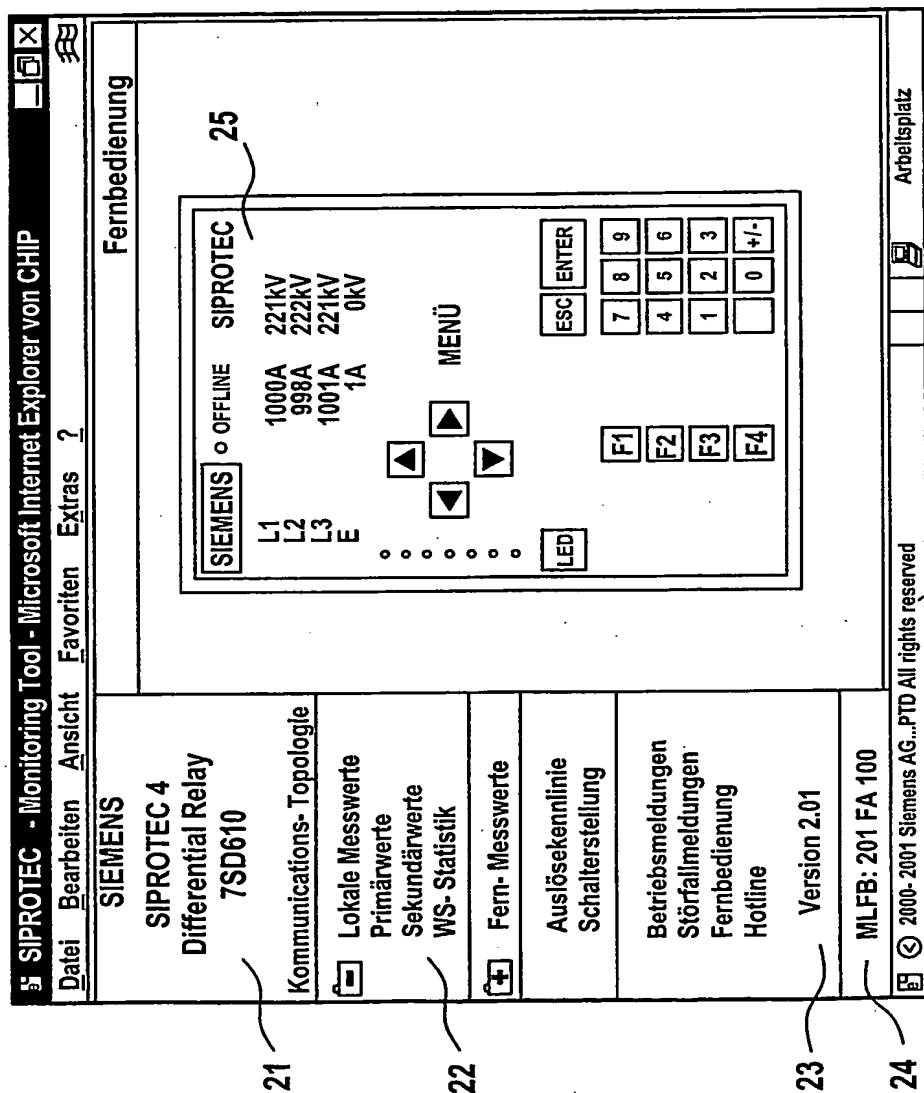 SIPROTEC - Monitoring Tool - Microsoft Internet Explorer von CHIP
Datei Bearbeiten Ansicht Favoriten Extras ?
SIEMENS
SIPROTEC 4
Differential Relay
7SD610
Kommunications- Topologie
Lokale Messwerte
Primärwerte
Sekundärwerte
WS- Statistik
Fern- Messwerte
Auslösekennlinie
Schalterstellung
Betriebsmeldungen
Störfallmeldungen
Fernbedienung
Hotline
Version 2.01
MLFB: 201 FA 100
Fernbedienung
SIEMENS OFFLINE SIPROTEC
L1 1000A 221kV
L2 998A 222kV
L3 1001A 221kV
E 1A 0kV
MENÜ
LED ESC ENTER
F1 7 8 9
F2 4 5 6
F3 1 2 3
F4 0 +/-
2000- 2001 Siemens AG...PTD All rights reserved
Arbeitsplatz
21
22
23
24
25